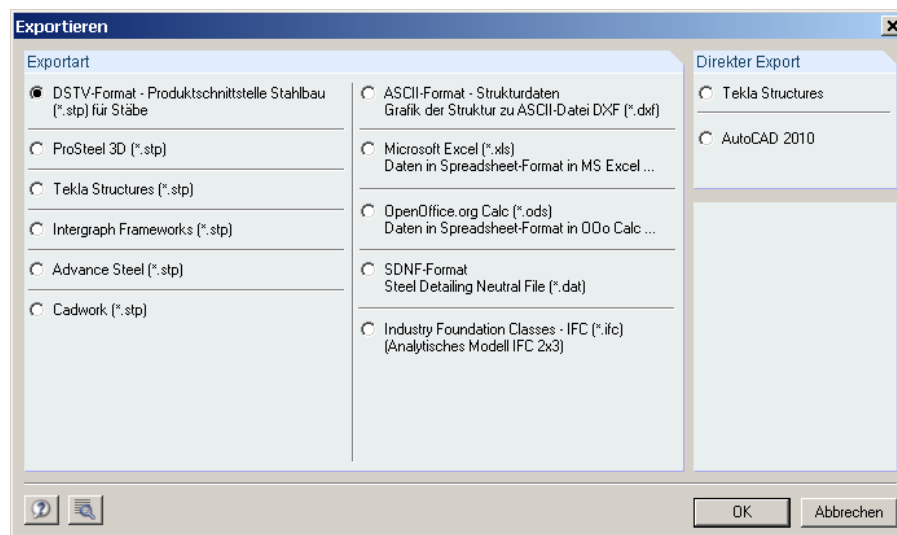 Exportieren
Exportart
DSTV-Format - Produktschnittstelle Stahlbau
(*.stp) für Stäbe
ProSteel 3D (*.stp)
Tekla Structures (*.stp)
Intergraph Frameworks (*.stp)
Advance Steel (*.stp)
Cadwork (*.stp)
ASCII-Format - Strukturdaten
Grafik der Struktur zu ASCII-Datei DXF (*.dxf)
Microsoft Excel (*.xls)
Daten in Spreadsheet-Format in MS Excel ...
OpenOffice.org Calc (*.ods)
Daten in Spreadsheet-Format in OOo Calc ...
SDNF-Format
Steel Detailing Neutral File (*.dat)
Industry Foundation Classes - IFC (*.ifc)
(Analytisches Modell IFC 2x3)
Direkter Export
Tekla Structures
AutoCAD 2010
OK
Abbrechen